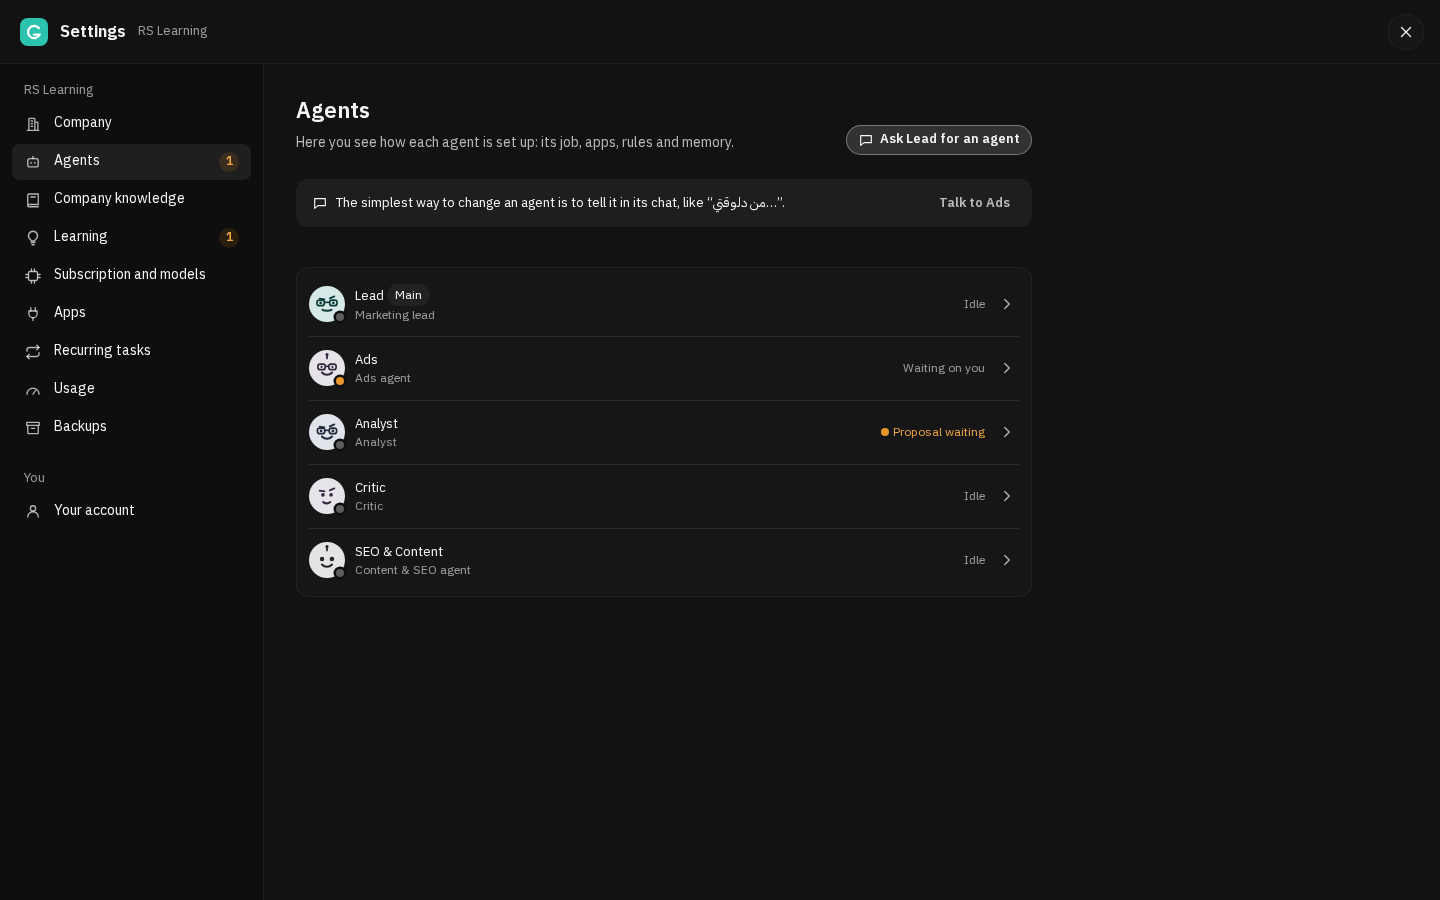 Settings RS Learning
RS Learning
Company
Agents 1
Company knowledge
Learning 1
Subscription and models
Apps
Recurring tasks
Usage
Backups
You
Your account
Agents
Here you see how each agent is set up: its job, apps, rules and memory.
Ask Lead for an agent
The simplest way to change an agent is to tell it in its chat, like “من دلوقتي…”.
Talk to Ads
Lead Main
Marketing lead
Idle
Ads
Ads agent
Waiting on you
Analyst
Analyst
Proposal waiting
Critic
Critic
Idle
SEO & Content
Content & SEO agent
Idle